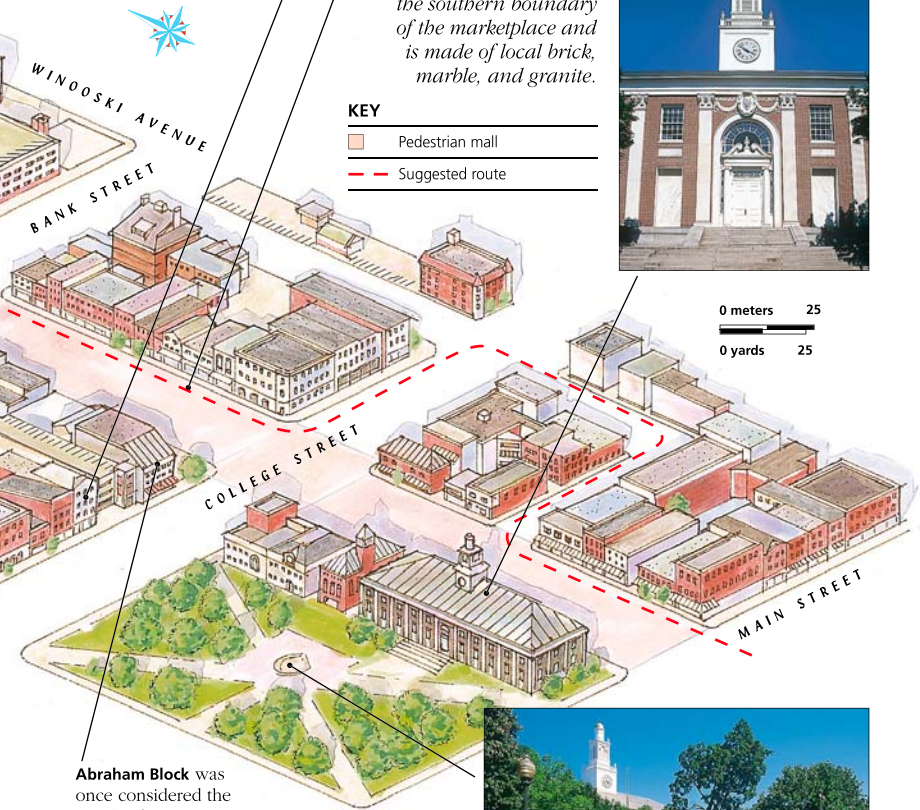 the southern boundary
of the marketplace and
is made of local brick,
marble, and granite.
KEY
Pedestrian mall
Suggested route
WINOOSKI AVENUE
BANK STREET
0 meters 25
0 yards 25
COLLEGE STREET
MAIN STREET
Abraham Block was
once considered the